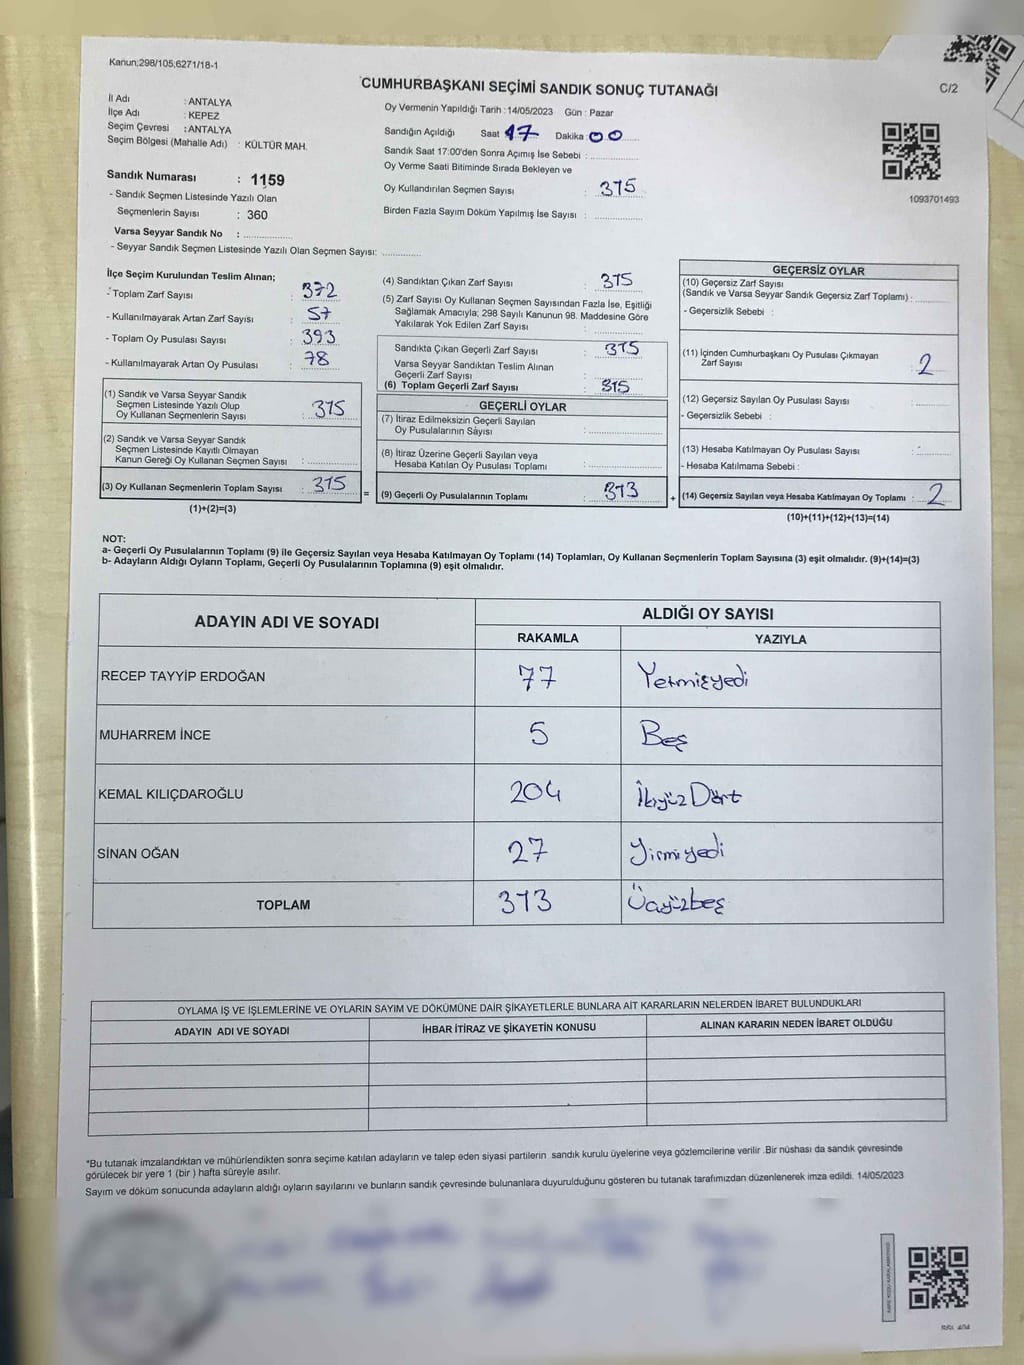 Kanun:298/105;6271/18-1
CUMHURBAŞKANI SEÇİMİ SANDIK SONUÇ TUTANAĞI
C/2
İl Adı : ANTALYA
İlçe Adı : KEPEZ
Seçim Çevresi : ANTALYA
Seçim Bölgesi (Mahalle Adı) : KÜLTÜR MAH.
Sandık Numarası : 1159
- Sandık Seçmen Listesinde Yazılı Olan
Seçmenlerin Sayısı : 360
Varsa Seyyar Sandık No : ..............
- Seyyar Sandık Seçmen Listesinde Yazılı Olan Seçmen Sayısı: ..............
Oy Vermenin Yapıldığı Tarih : 14/05/2023 Gün : Pazar
Sandığın Açıldığı Saat 17 Dakika : 00
Sandık Saat 17:00'den Sonra Açımış İse Sebebi : ..............
Oy Verme Saati Bitiminde Sırada Bekleyen ve
Oy Kullandırılan Seçmen Sayısı : 315
Birden Fazla Sayım Döküm Yapılmış İse Sayısı : ..............
1093701493
İlçe Seçim Kurulundan Teslim Alınan;
- Toplam Zarf Sayısı : 372
- Kullanılmayarak Artan Zarf Sayısı : 57
- Toplam Oy Pusulası Sayısı : 393
- Kullanılmayarak Artan Oy Pusulası : 78
(1) Sandık ve Varsa Seyyar Sandık
Seçmen Listesinde Yazılı Olup
Oy Kullanan Seçmenlerin Sayısı : 315
(2) Sandık ve Varsa Seyyar Sandık
Seçmen Listesinde Kayıtlı Olmayan
Kanun Gereği Oy Kullanan Seçmen Sayısı : ..............
(3) Oy Kullanan Seçmenlerin Toplam Sayısı : 315
(1)+(2)=(3)
=
(4) Sandıktan Çıkan Zarf Sayısı : 315
(5) Zarf Sayısı Oy Kullanan Seçmen Sayısından Fazla İse, Eşitliği
Sağlamak Amacıyla; 298 Sayılı Kanunun 98. Maddesine Göre
Yakılarak Yok Edilen Zarf Sayısı : ..............
Sandıkta Çıkan Geçerli Zarf Sayısı : 315
Varsa Seyyar Sandıktan Teslim Alınan
Geçerli Zarf Sayısı : ..............
(6) Toplam Geçerli Zarf Sayısı : 315
GEÇERLİ OYLAR
(7) İtiraz Edilmeksizin Geçerli Sayılan
Oy Pusulalarının Sayısı : ..............
(8) İtiraz Üzerine Geçerli Sayılan veya
Hesaba Katılan Oy Pusulası Toplamı : ..............
(9) Geçerli Oy Pusulalarının Toplamı : 313
+
GEÇERSİZ OYLAR
(10) Geçersiz Zarf Sayısı
(Sandık ve Varsa Seyyar Sandık Geçersiz Zarf Toplamı) : ..............
- Geçersizlik Sebebi :
(11) İçinden Cumhurbaşkanı Oy Pusulası Çıkmayan
Zarf Sayısı : 2
(12) Geçersiz Sayılan Oy Pusulası Sayısı : ..............
- Geçersizlik Sebebi :
(13) Hesaba Katılmayan Oy Pusulası Sayısı : ..............
- Hesaba Katılmama Sebebi :
(14) Geçersiz Sayılan veya Hesaba Katılmayan Oy Toplamı : 2
(10)+(11)+(12)+(13)=(14)
NOT:
a- Geçerli Oy Pusulalarının Toplamı (9) ile Geçersiz Sayılan veya Hesaba Katılmayan Oy Toplamı (14) Toplamları, Oy Kullanan Seçmenlerin Toplam Sayısına (3) eşit olmalıdır. (9)+(14)=(3)
b- Adayların Aldığı Oyların Toplamı, Geçerli Oy Pusulalarının Toplamına (9) eşit olmalıdır.
ADAYIN ADI VE SOYADI ALDIĞI OY SAYISI
RAKAMLA YAZIYLA
RECEP TAYYİP ERDOĞAN 77 Yetmişyedi
MUHARREM İNCE 5 Beş
KEMAL KILIÇDAROĞLU 204 İkiyüz Dört
SİNAN OĞAN 27 Yirmiyedi
TOPLAM 313 Üçyüzbeş
OYLAMA İŞ VE İŞLEMLERİNE VE OYLARIN SAYIM VE DÖKÜMÜNE DAİR ŞİKAYETLERLE BUNLARA AİT KARARLARIN NELERDEN İBARET BULUNDUKLARI
ADAYIN ADI VE SOYADI İHBAR İTİRAZ VE ŞİKAYETİN KONUSU ALINAN KARARIN NEDEN İBARET OLDUĞU
*Bu tutanak imzalandıktan ve mühürlendikten sonra seçime katılan adayların ve talep eden siyasi partilerin sandık kurulu üyelerine veya gözlemcilerine verilir .Bir nüshası da sandık çevresinde
görülecek bir yere 1 (bir ) hafta süreyle asılır.
Sayım ve döküm sonucunda adayların aldığı oyların sayılarını ve bunların sandık çevresinde bulunanlara duyurulduğunu gösteren bu tutanak tarafımızdan düzenlenerek imza edildi. 14/05/2023